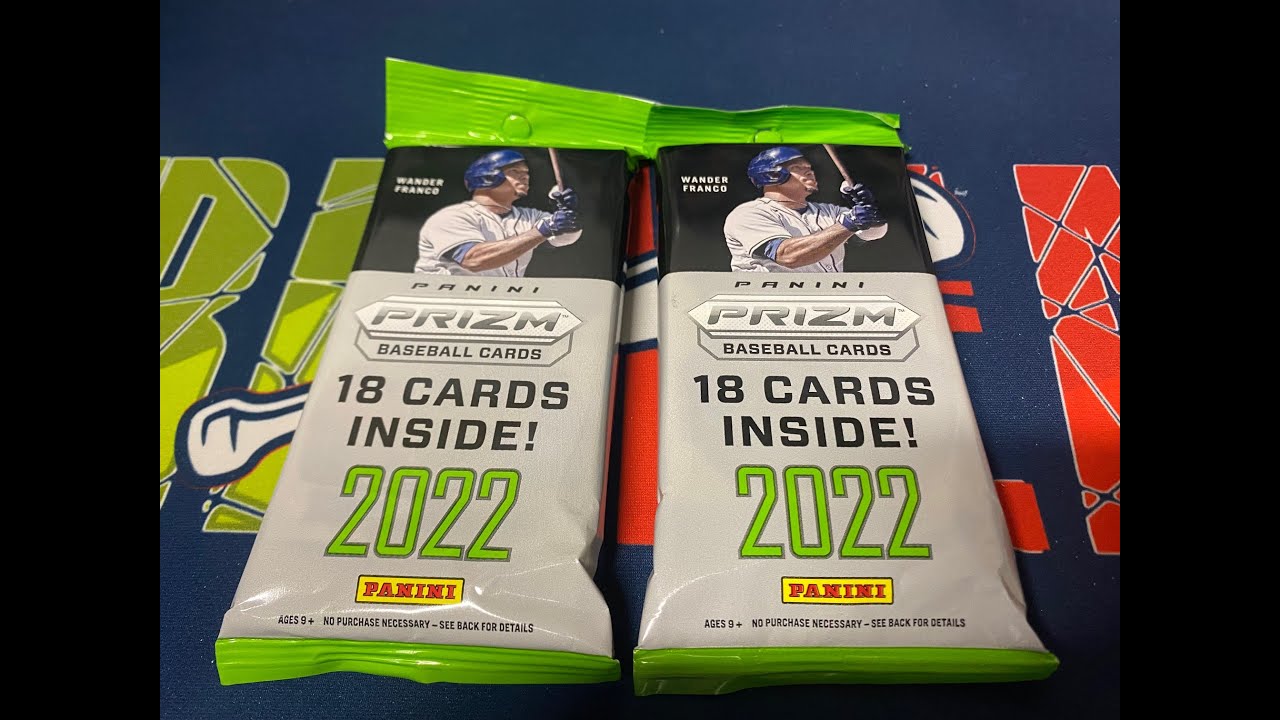 WANDER
FRANCO
PANINI
PRIZM™
BASEBALL CARDS
18 CARDS
INSIDE!
2022
PANINI
AGES 9+ NO PURCHASE NECESSARY – SEE BACK FOR DETAILS
WANDER
FRANCO
PANINI
PRIZM™
BASEBALL CARDS
18 CARDS
INSIDE!
2022
PANINI
AGES 9+ NO PURCHASE NECESSARY – SEE BACK FOR DETAILS